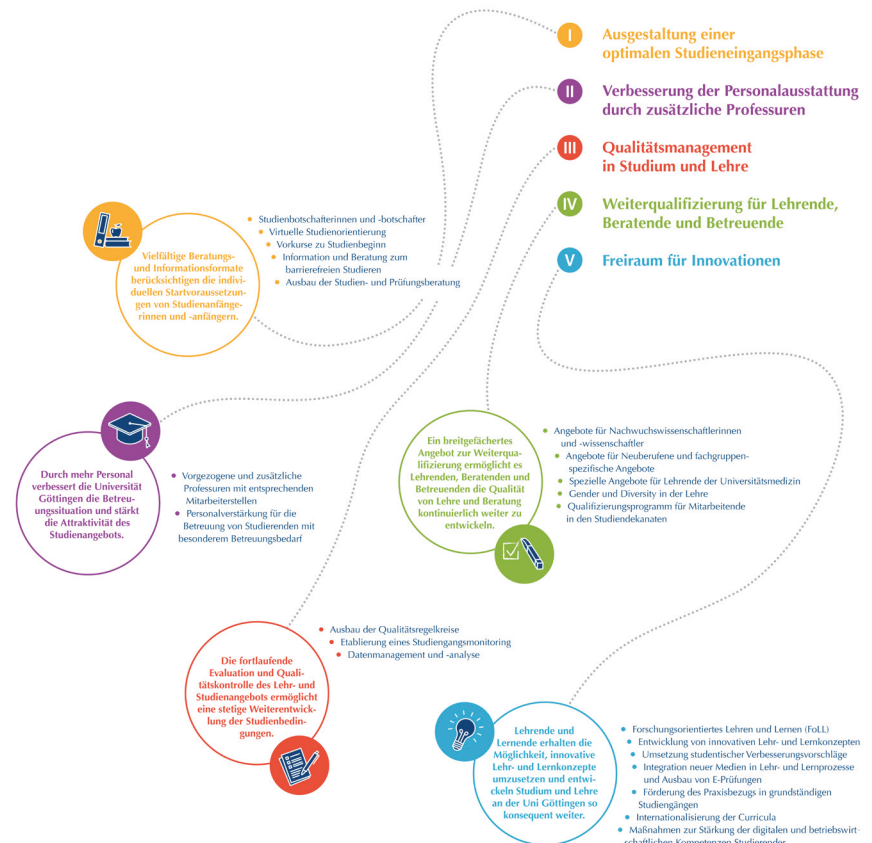 I
Ausgestaltung einer
optimalen Studieneingangsphase
II
Verbesserung der Personalausstattung
durch zusätzliche Professuren
III
Qualitätsmanagement
in Studium und Lehre
IV
Weiterqualifizierung für Lehrende,
Beratende und Betreuende
V
Freiraum für Innovationen
Vielfältige Beratungs-
und Informationsformate
berücksichtigen die indivi-
duellen Startvoraussetzun-
gen von Studienanfänge-
rinnen und -anfängern.
• Studienbotschafterinnen und -botschafter
• Virtuelle Studienorientierung
• Vorkurse zu Studienbeginn
• Information und Beratung zum
barrierefreien Studieren
• Ausbau der Studien- und Prüfungsberatung
Durch mehr Personal
verbessert die Universität
Göttingen die Betreu-
ungssituation und stärkt
die Attraktivität des
Studienangebots.
• Vorgezogene und zusätzliche
Professuren mit entsprechenden
Mitarbeiterstellen
• Personalverstärkung für die
Betreuung von Studierenden mit
besonderem Betreuungsbedarf
Ein breitgefächertes
Angebot zur Weiterqua-
lifizierung ermöglicht es
Lehrenden, Beratenden und
Betreuenden die Qualität
von Lehre und Beratung
kontinuierlich weiter zu
entwickeln.
• Angebote für Nachwuchswissenschaftlerinnen
und -wissenschaftler
• Angebote für Neuberufene und fachgruppen-
spezifische Angebote
• Spezielle Angebote für Lehrende der Universitätsmedizin
• Gender und Diversity in der Lehre
• Qualifizierungsprogramm für Mitarbeitende
in den Studiendekanaten
Die fortlaufende
Evaluation und Quali-
tätskontrolle des Lehr- und
Studienangebots ermöglicht
eine stetige Weiterentwick-
lung der Studienbedin-
gungen.
• Ausbau der Qualitätsregelkreise
• Etablierung eines Studiengangsmonitoring
• Datenmanagement und -analyse
Lehrende und
Lernende erhalten die
Möglichkeit, innovative
Lehr- und Lernkonzepte
umzusetzen und entwi-
ckeln Studium und Lehre
an der Uni Göttingen so
konsequent weiter.
• Forschungsorientiertes Lehren und Lernen (FoLL)
• Entwicklung von innovativen Lehr- und Lernkonzepten
• Umsetzung studentischer Verbesserungsvorschläge
• Integration neuer Medien in Lehr- und Lernprozesse
und Ausbau von E-Prüfungen
• Förderung des Praxisbezugs in grundständigen
Studiengängen
• Internationalisierung der Curricula
• Maßnahmen zur Stärkung der digitalen und betriebswirt-
schaftlichen Kompetenzen Studierender